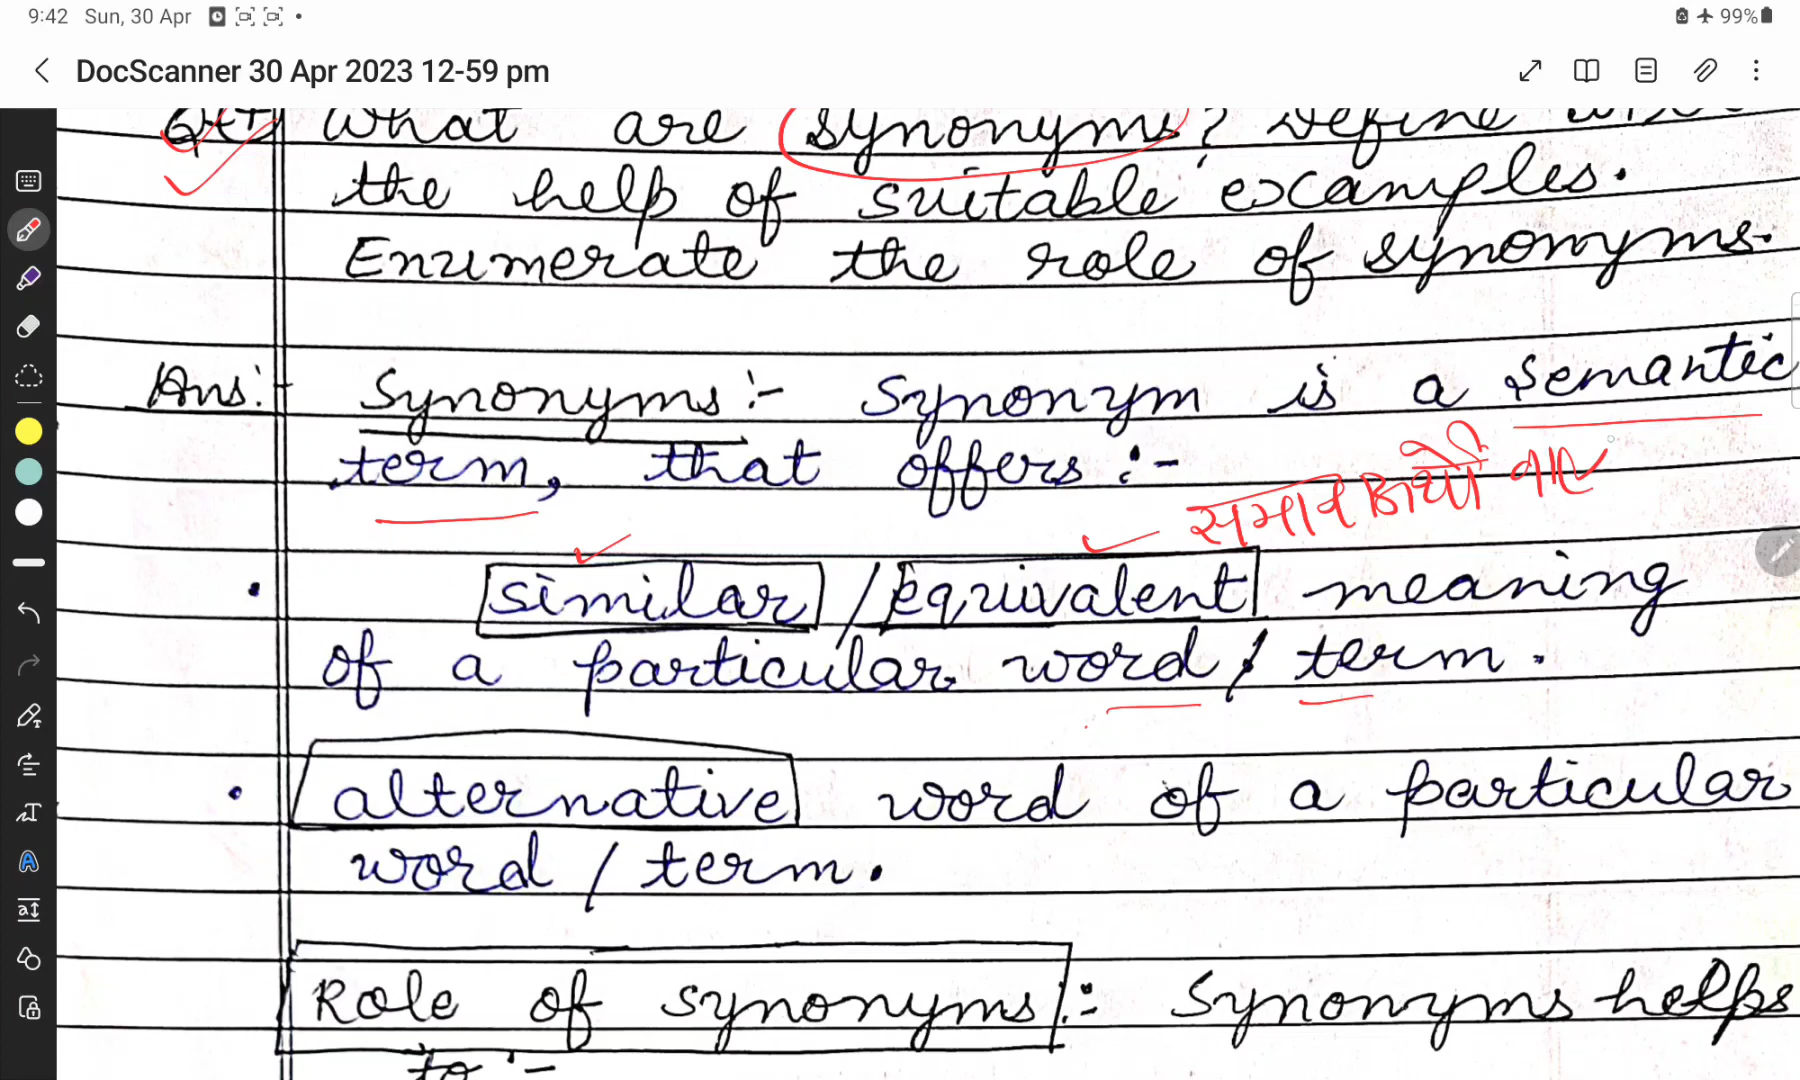 9:42 Sun, 30 Apr 99%
DocScanner 30 Apr 2023 12-59 pm
What are synonyms? Define
the help of suitable examples.
Enumerate the role of synonyms.
Ans:- Synonyms:- Synonym is a semantic
term, that offers:-
समान अर्थी
• similar / equivalent meaning
of a particular word / term.
• alternative word of a particular
word / term.
Role of synonyms:- Synonyms helps
to :-